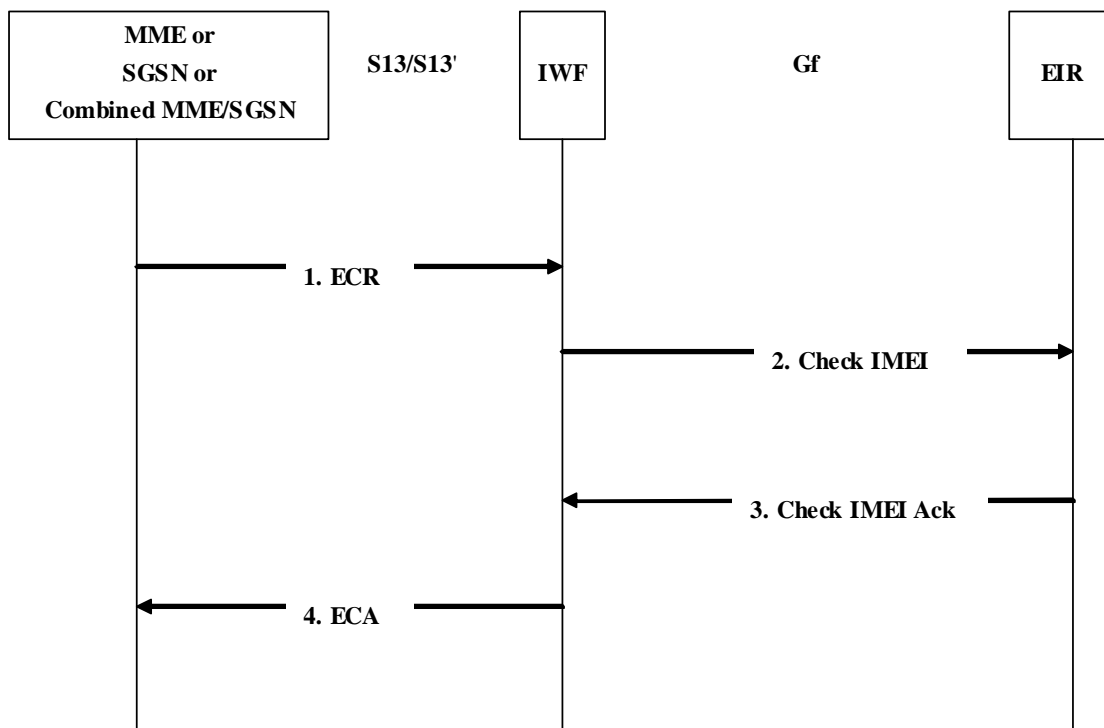 MME or
SGSN or
Combined MME/SGSN
S13/S13'
IWF
Gf
EIR
1. ECR
2. Check IMEI
3. Check IMEI Ack
4. ECA